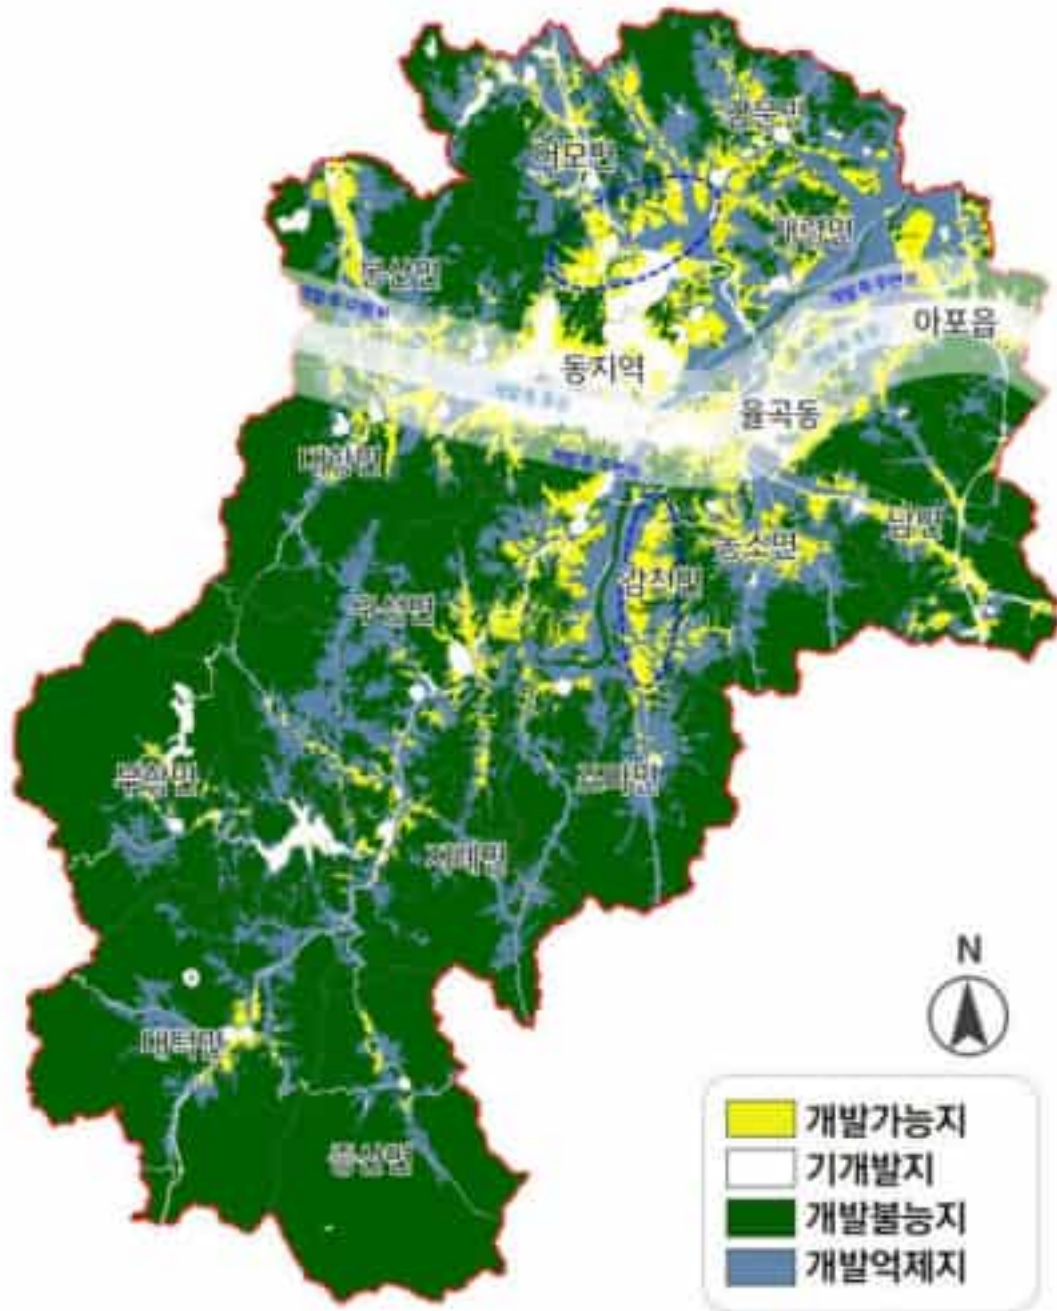 감문면
어모면
개령면
봉산면
아포읍
동지역
율곡동
대항면
남면
농소면
감천면
구성면
부항면
조마면
지례면
대덕면
증산면
N
개발가능지
기개발지
개발불능지
개발억제지